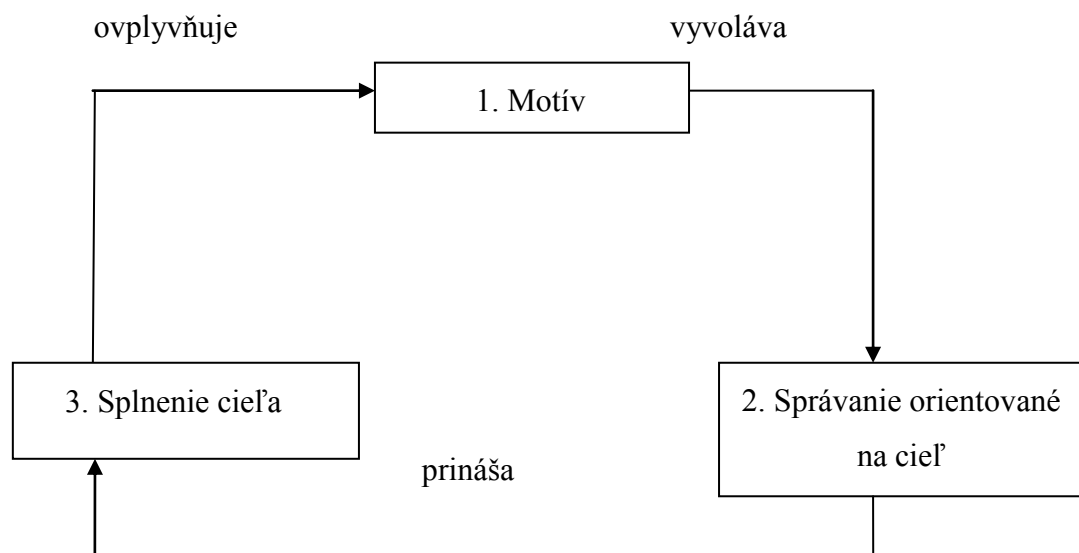 ovplyvňuje
vyvoláva
1. Motív
3. Splnenie cieľa
2. Správanie orientované
na cieľ
prináša